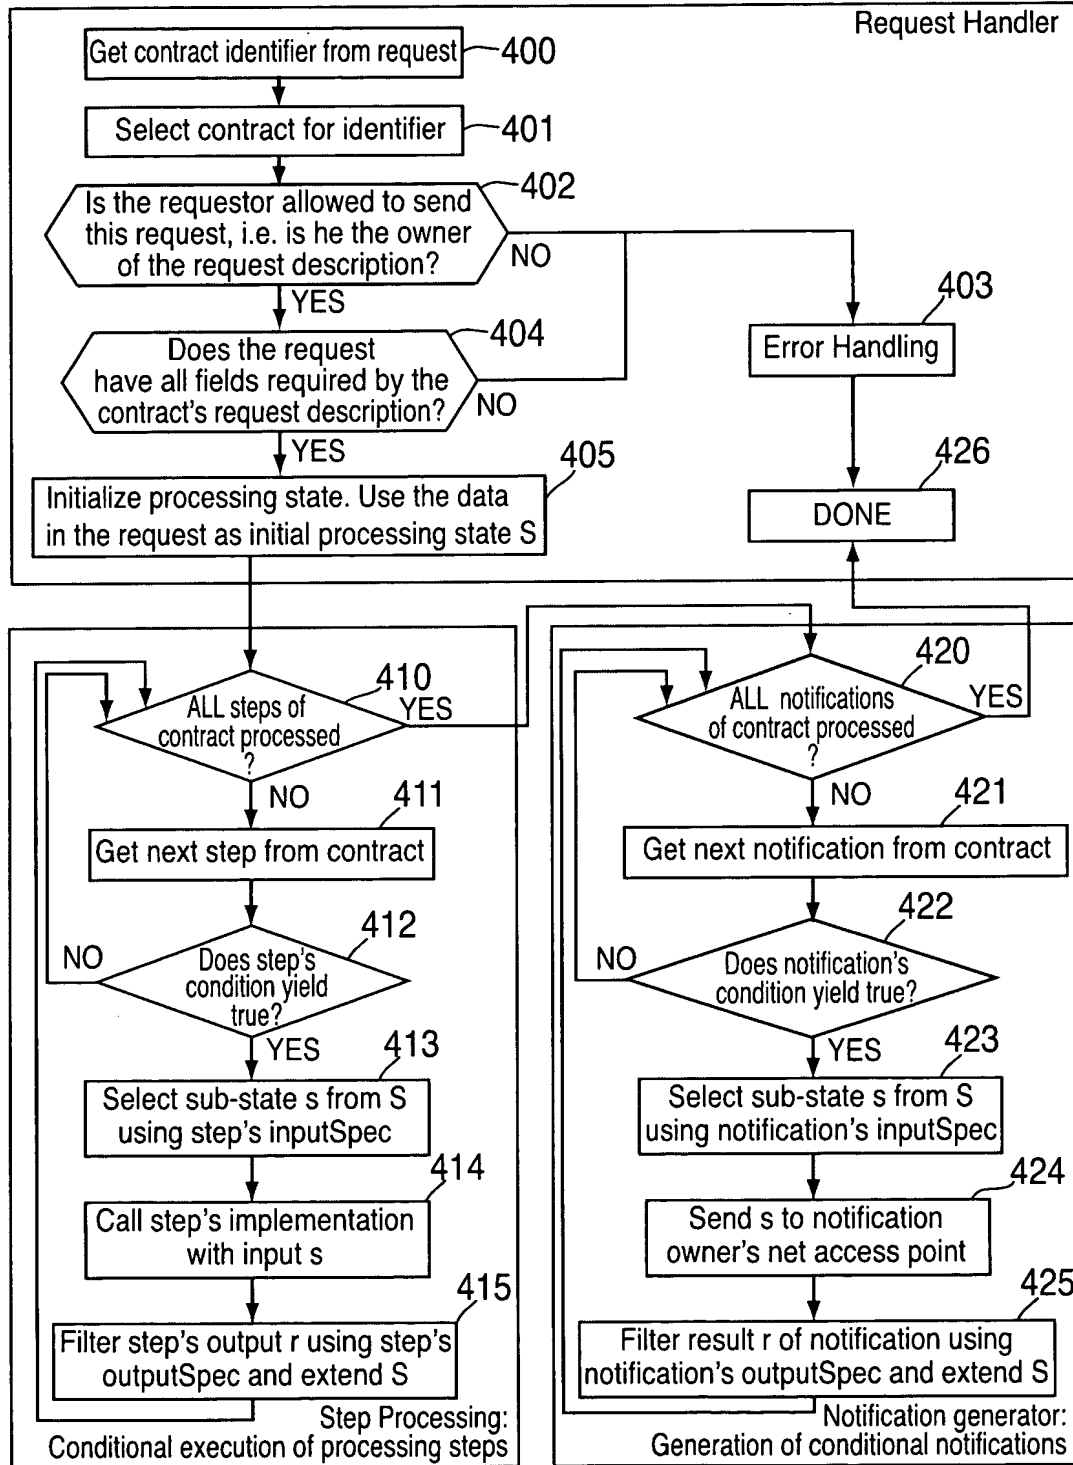 Request Handler
Get contract identifier from request
400
Select contract for identifier
401
402
Is the requestor allowed to send
this request, i.e. is he the owner
of the request description?
NO
YES
403
Error Handling
404
Does the request
have all fields required by the
contract's request description?
NO
YES
405
Initialize processing state. Use the data
in the request as initial processing state S
426
DONE
410
ALL steps of
contract processed
?
YES
NO
411
Get next step from contract
412
Does step's
condition yield
true?
NO
YES
413
Select sub-state s from S
using step's inputSpec
414
Call step's implementation
with input s
415
Filter step's output r using step's
outputSpec and extend S
Step Processing:
Conditional execution of processing steps
420
ALL notifications
of contract processed
?
YES
NO
421
Get next notification from contract
422
Does notification's
condition yield true?
NO
YES
423
Select sub-state s from S
using notification's inputSpec
424
Send s to notification
owner's net access point
425
Filter result r of notification using
notification's outputSpec and extend S
Notification generator:
Generation of conditional notifications